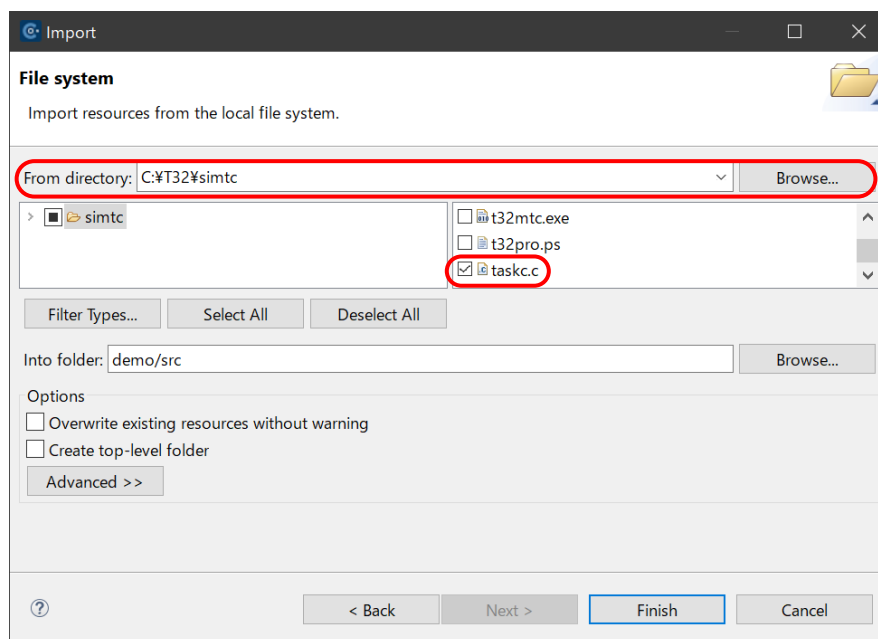 Import
File system
Import resources from the local file system.
From directory: C:¥T32¥simtc Browse...
simtc
t32mtc.exe
t32pro.ps
taskc.c
Filter Types... Select All Deselect All
Into folder: demo/src Browse...
Options
Overwrite existing resources without warning
Create top-level folder
Advanced >>
? < Back Next > Finish Cancel